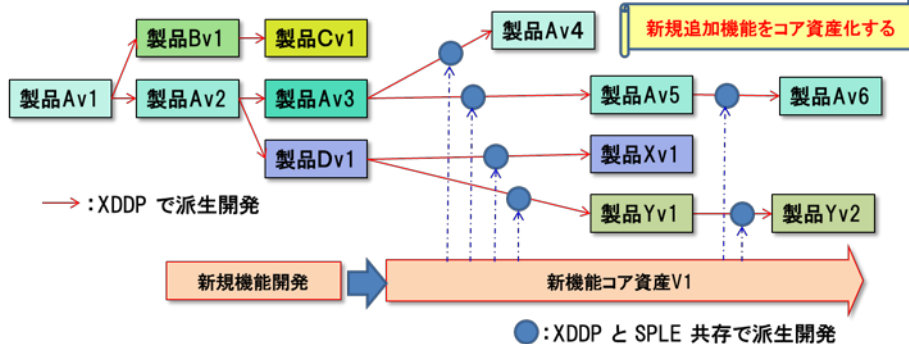 新規追加機能をコア資産化する
製品Bv1
製品Cv1
製品Av4
製品Av1
製品Av2
製品Av3
製品Av5
製品Av6
製品Dv1
製品Xv1
:XDDP で派生開発
製品Yv1
製品Yv2
新規機能開発
新機能コア資産V1
:XDDP と SPLE 共存で派生開発